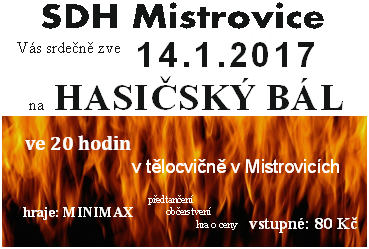 SDH Mistrovice
Vás srdečně zve 14.1.2017
na HASIČSKÝ BÁL
ve 20 hodin
v tělocvičně v Mistrovicích
předtančení
hraje: MINIMAX občerstvení
hra o ceny vstupné: 80 Kč